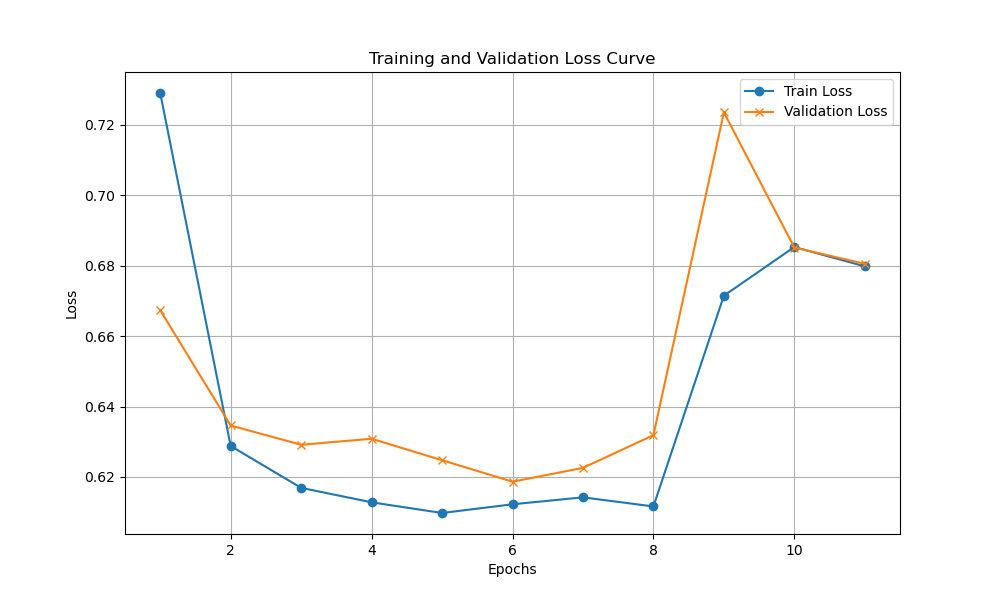 Training and Validation Loss Curve
Train Loss
Validation Loss
0.72
0.70
0.68
0.66
0.64
0.62
Loss
2 4 6 8 10
Epochs